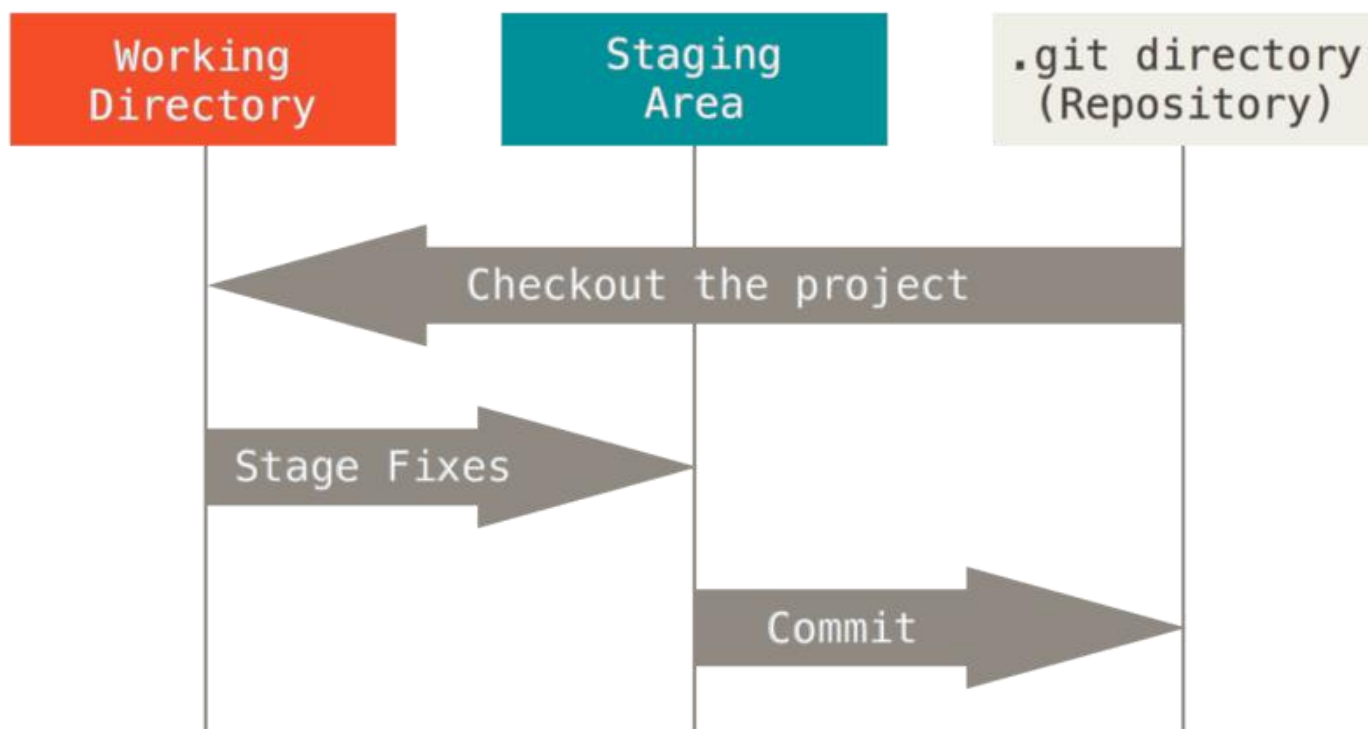 Working
Directory
Staging
Area
.git directory
(Repository)
Checkout the project
Stage Fixes
Commit